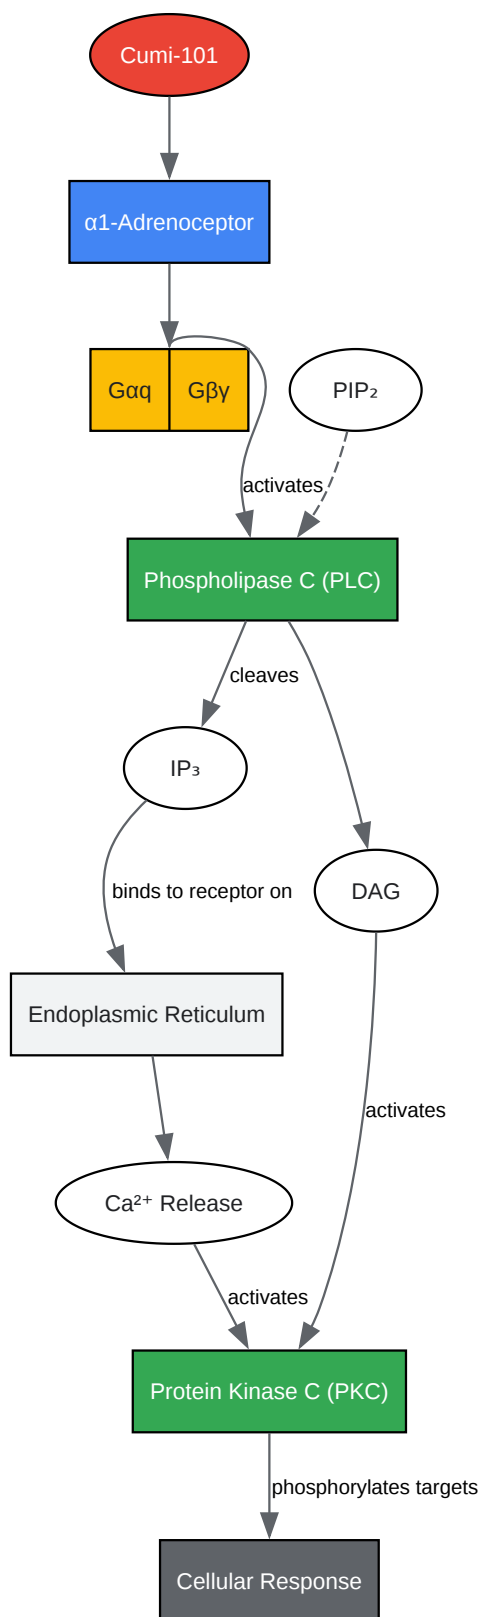 Cumi-101
α1-Adrenoceptor
Gαq
Gβγ
PIP₂
activates
Phospholipase C (PLC)
cleaves
IP₃
binds to receptor on
DAG
Endoplasmic Reticulum
activates
Ca²⁺ Release
activates
Protein Kinase C (PKC)
phosphorylates targets
Cellular Response